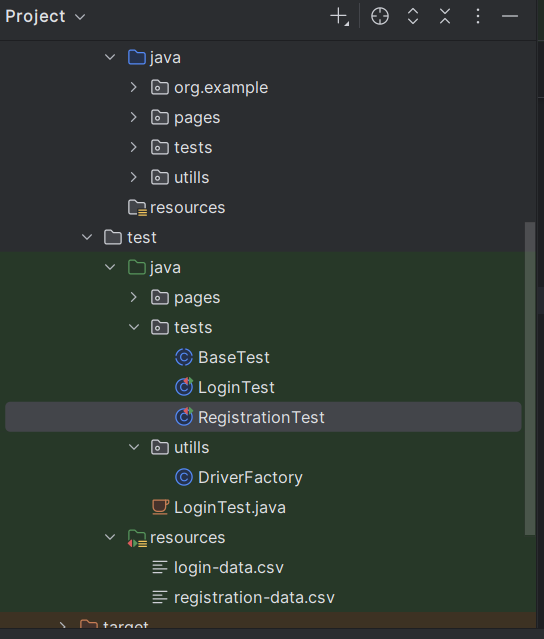 Project
java
org.example
pages
tests
utills
resources
test
java
pages
tests
BaseTest
LoginTest
RegistrationTest
utills
DriverFactory
LoginTest.java
resources
login-data.csv
registration-data.csv
target